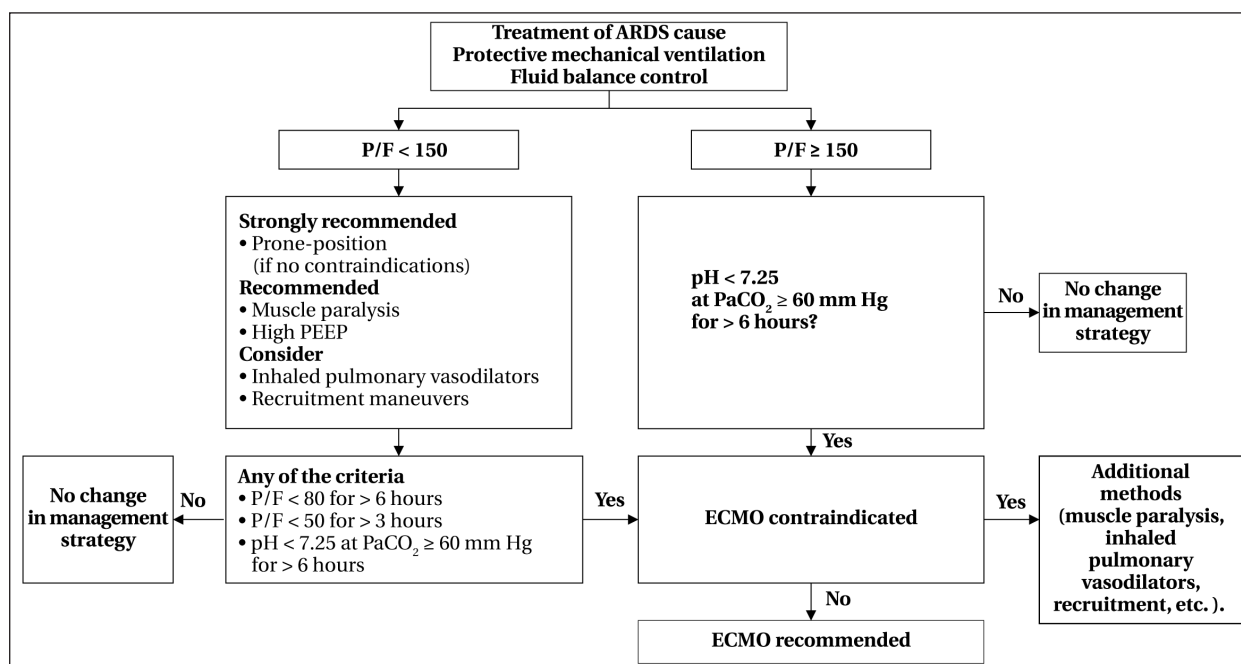 Treatment of ARDS cause
Protective mechanical ventilation
Fluid balance control
P/F < 150
P/F ≥ 150
Strongly recommended
• Prone-position
(if no contraindications)
Recommended
• Muscle paralysis
• High PEEP
Consider
• Inhaled pulmonary vasodilators
• Recruitment maneuvers
pH < 7.25
at PaCO₂ ≥ 60 mm Hg
for > 6 hours?
No
No change
in management
strategy
Yes
No change
in management
strategy
No
Any of the criteria
• P/F < 80 for > 6 hours
• P/F < 50 for > 3 hours
• pH < 7.25 at PaCO₂ ≥ 60 mm Hg
for > 6 hours
Yes
ECMO contraindicated
Yes
Additional
methods
(muscle paralysis,
inhaled
pulmonary
vasodilators,
recruitment, etc. ).
No
ECMO recommended